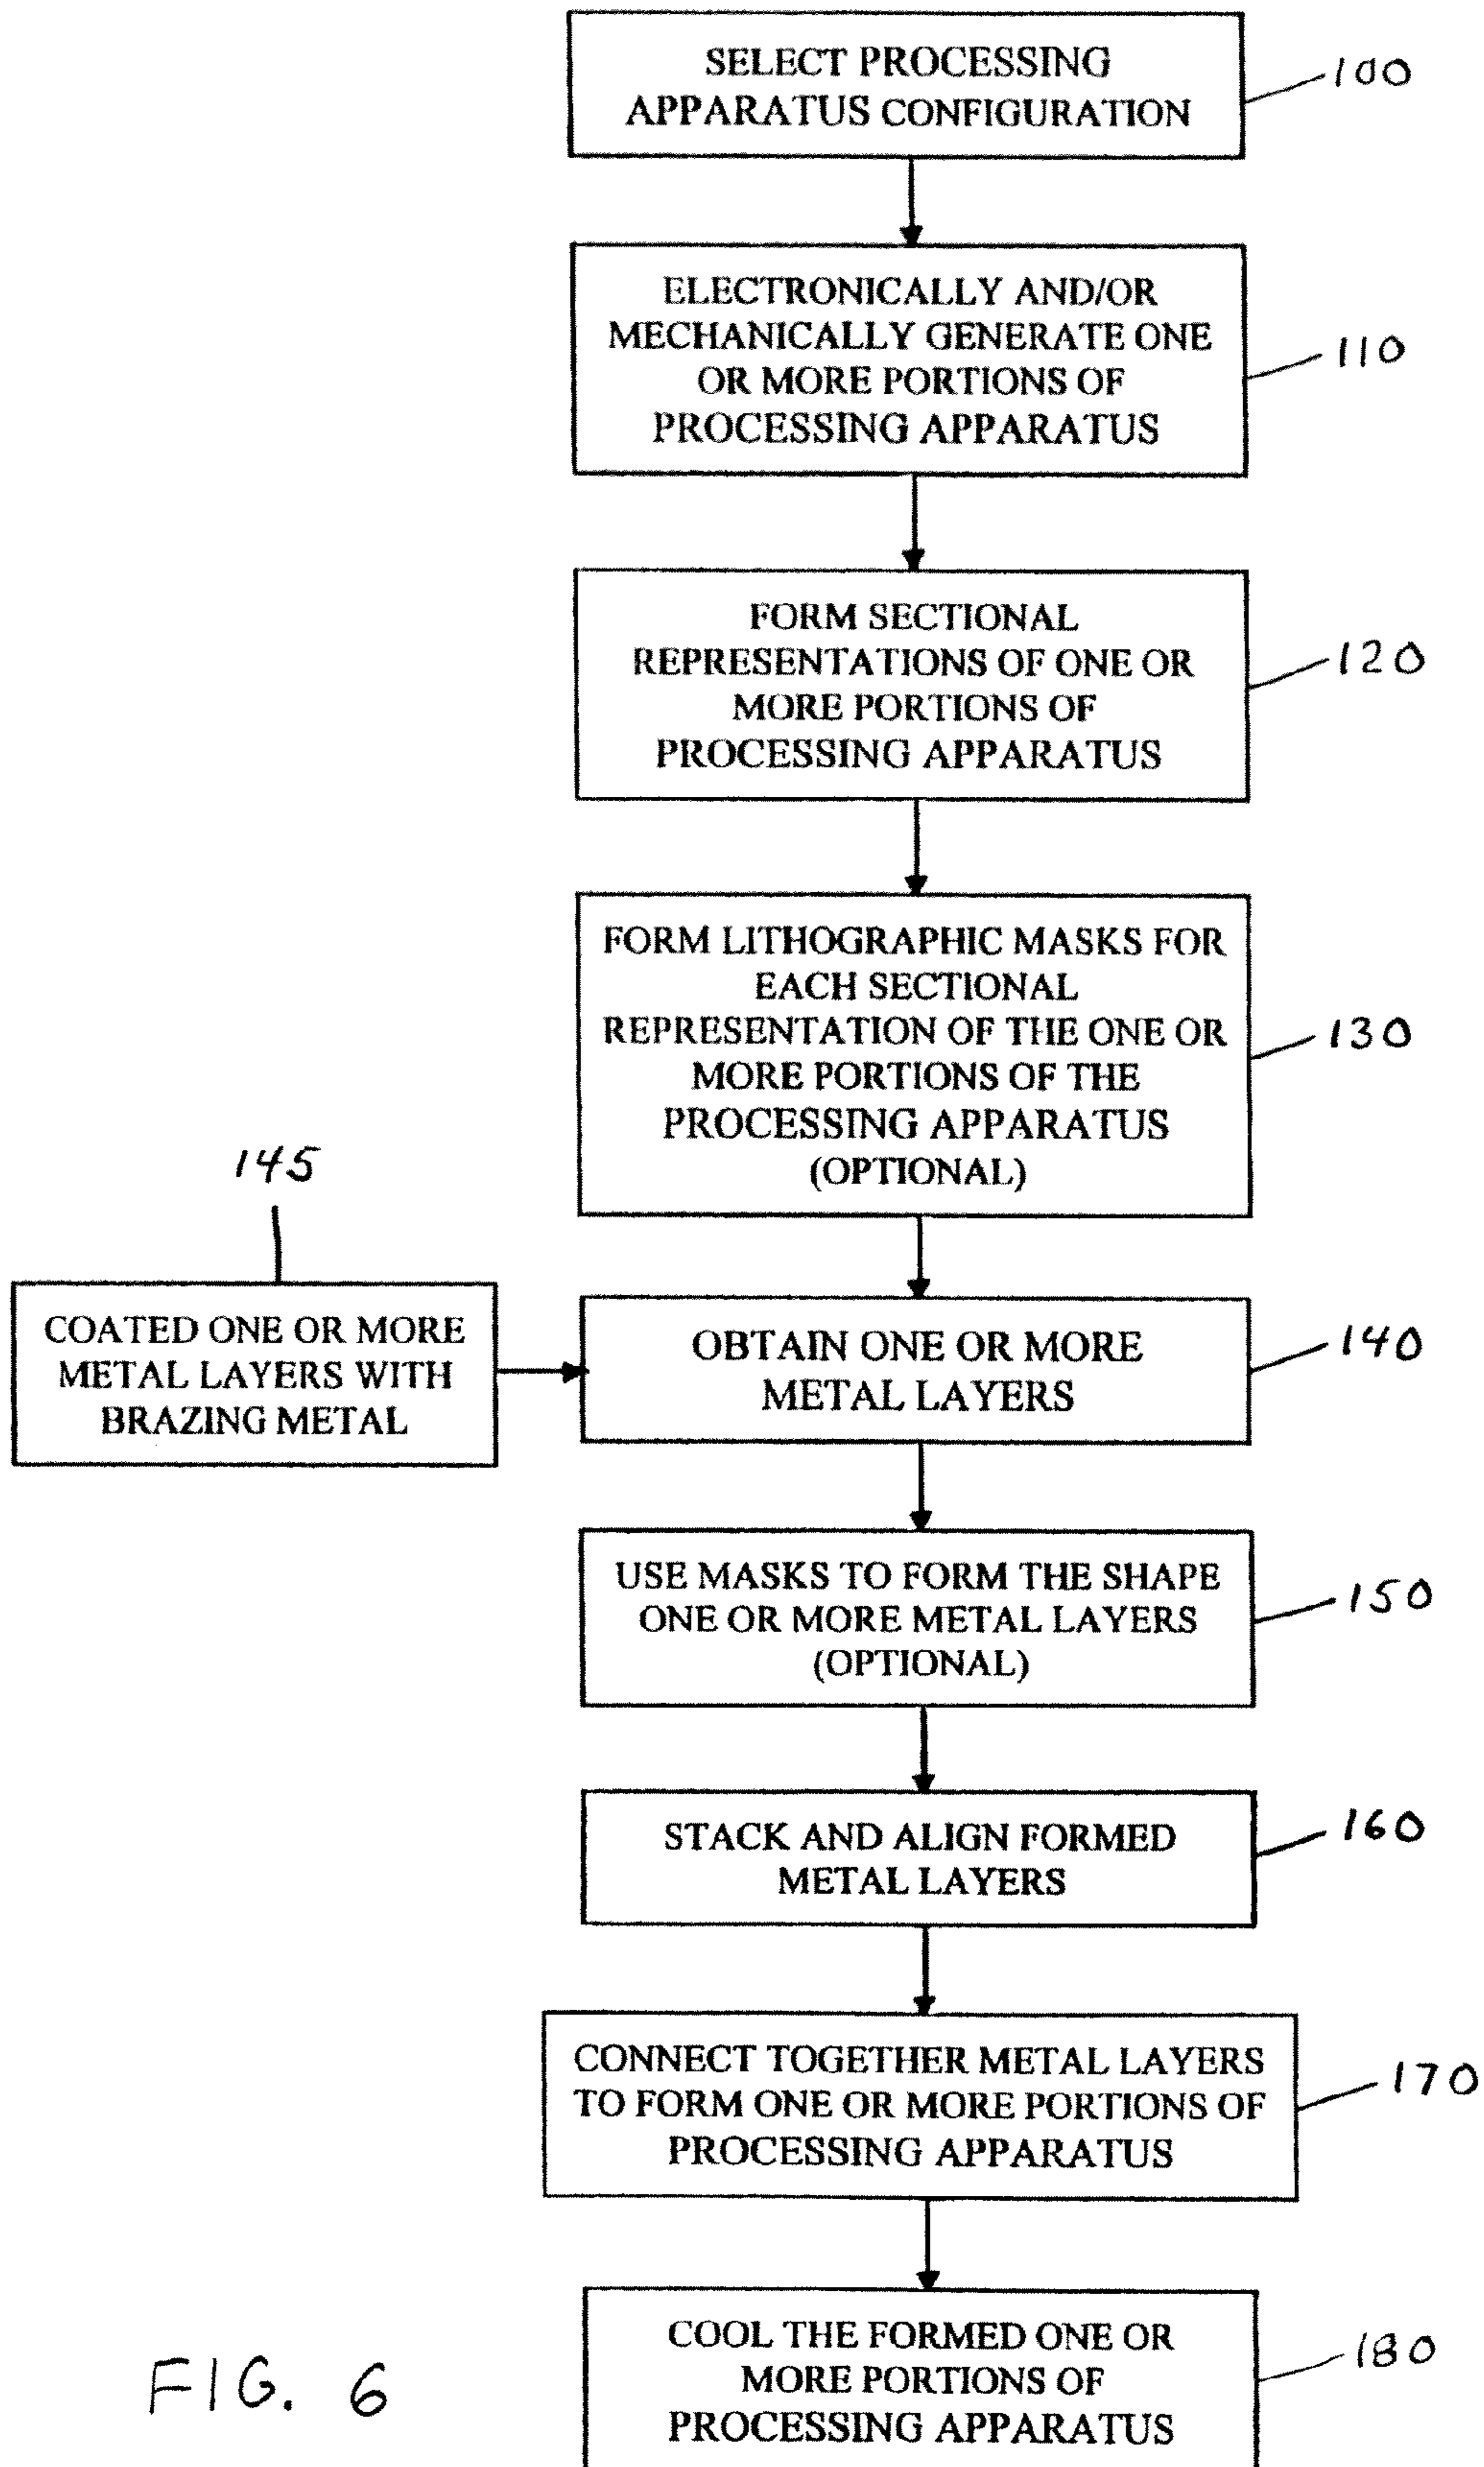 SELECT PROCESSING
APPARATUS CONFIGURATION
100
ELECTRONICALLY AND/OR
MECHANICALLY GENERATE ONE
OR MORE PORTIONS OF
PROCESSING APPARATUS
110
FORM SECTIONAL
REPRESENTATIONS OF ONE OR
MORE PORTIONS OF
PROCESSING APPARATUS
120
FORM LITHOGRAPHIC MASKS FOR
EACH SECTIONAL
REPRESENTATION OF THE ONE OR
MORE PORTIONS OF THE
PROCESSING APPARATUS
(OPTIONAL)
130
145
COATED ONE OR MORE
METAL LAYERS WITH
BRAZING METAL
OBTAIN ONE OR MORE
METAL LAYERS
140
USE MASKS TO FORM THE SHAPE
ONE OR MORE METAL LAYERS
(OPTIONAL)
150
STACK AND ALIGN FORMED
METAL LAYERS
160
CONNECT TOGETHER METAL LAYERS
TO FORM ONE OR MORE PORTIONS OF
PROCESSING APPARATUS
170
COOL THE FORMED ONE OR
MORE PORTIONS OF
PROCESSING APPARATUS
180
FIG. 6